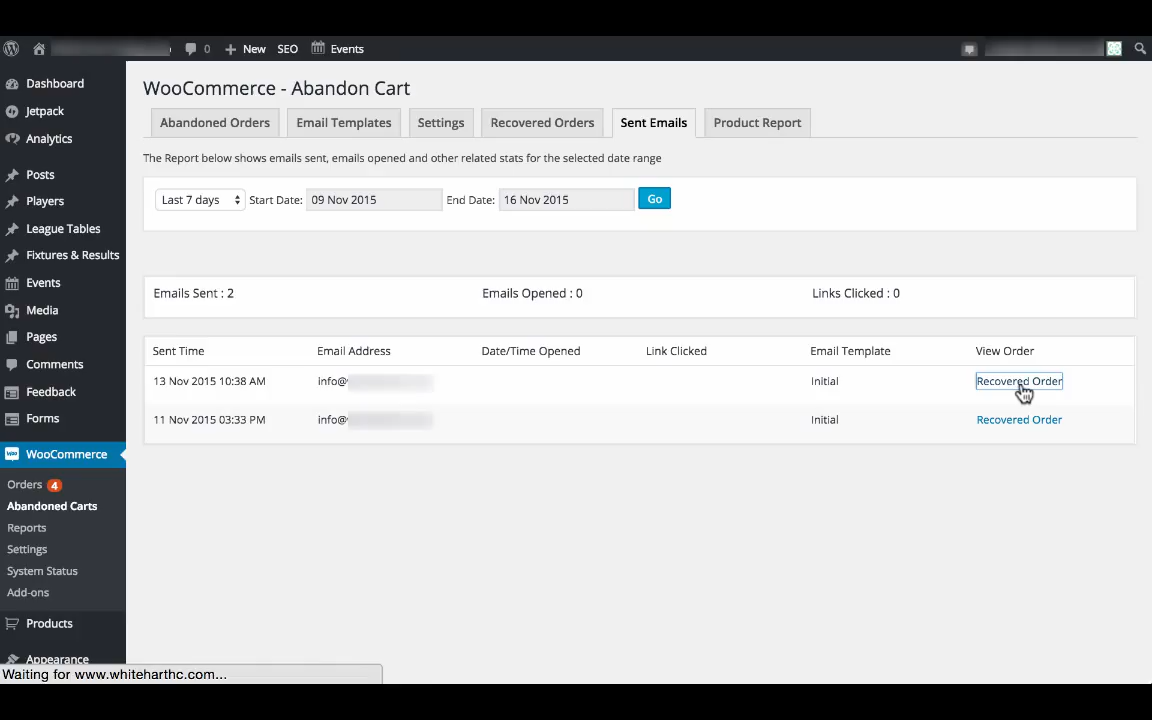 0 New SEO Events
Dashboard
Jetpack
Analytics
Posts
Players
League Tables
Fixtures & Results
Events
Media
Pages
Comments
Feedback
Forms
WooCommerce
Orders 4
Abandoned Carts
Reports
Settings
System Status
Add-ons
Products
Appearance
WooCommerce - Abandon Cart
Abandoned Orders Email Templates Settings Recovered Orders Sent Emails Product Report
The Report below shows emails sent, emails opened and other related stats for the selected date range
Last 7 days Start Date: 09 Nov 2015 End Date: 16 Nov 2015 Go
Emails Sent : 2 Emails Opened : 0 Links Clicked : 0
Sent Time Email Address Date/Time Opened Link Clicked Email Template View Order
13 Nov 2015 10:38 AM info@ Initial Recovered Order
11 Nov 2015 03:33 PM info@ Initial Recovered Order
Waiting for www.whiteharthc.com...